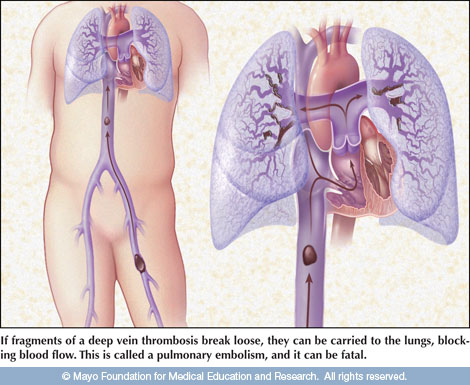 If fragments of a deep vein thrombosis break loose, they can be carried to the lungs, block-
ing blood flow. This is called a pulmonary embolism, and it can be fatal.
© Mayo Foundation for Medical Education and Research. All rights reserved.